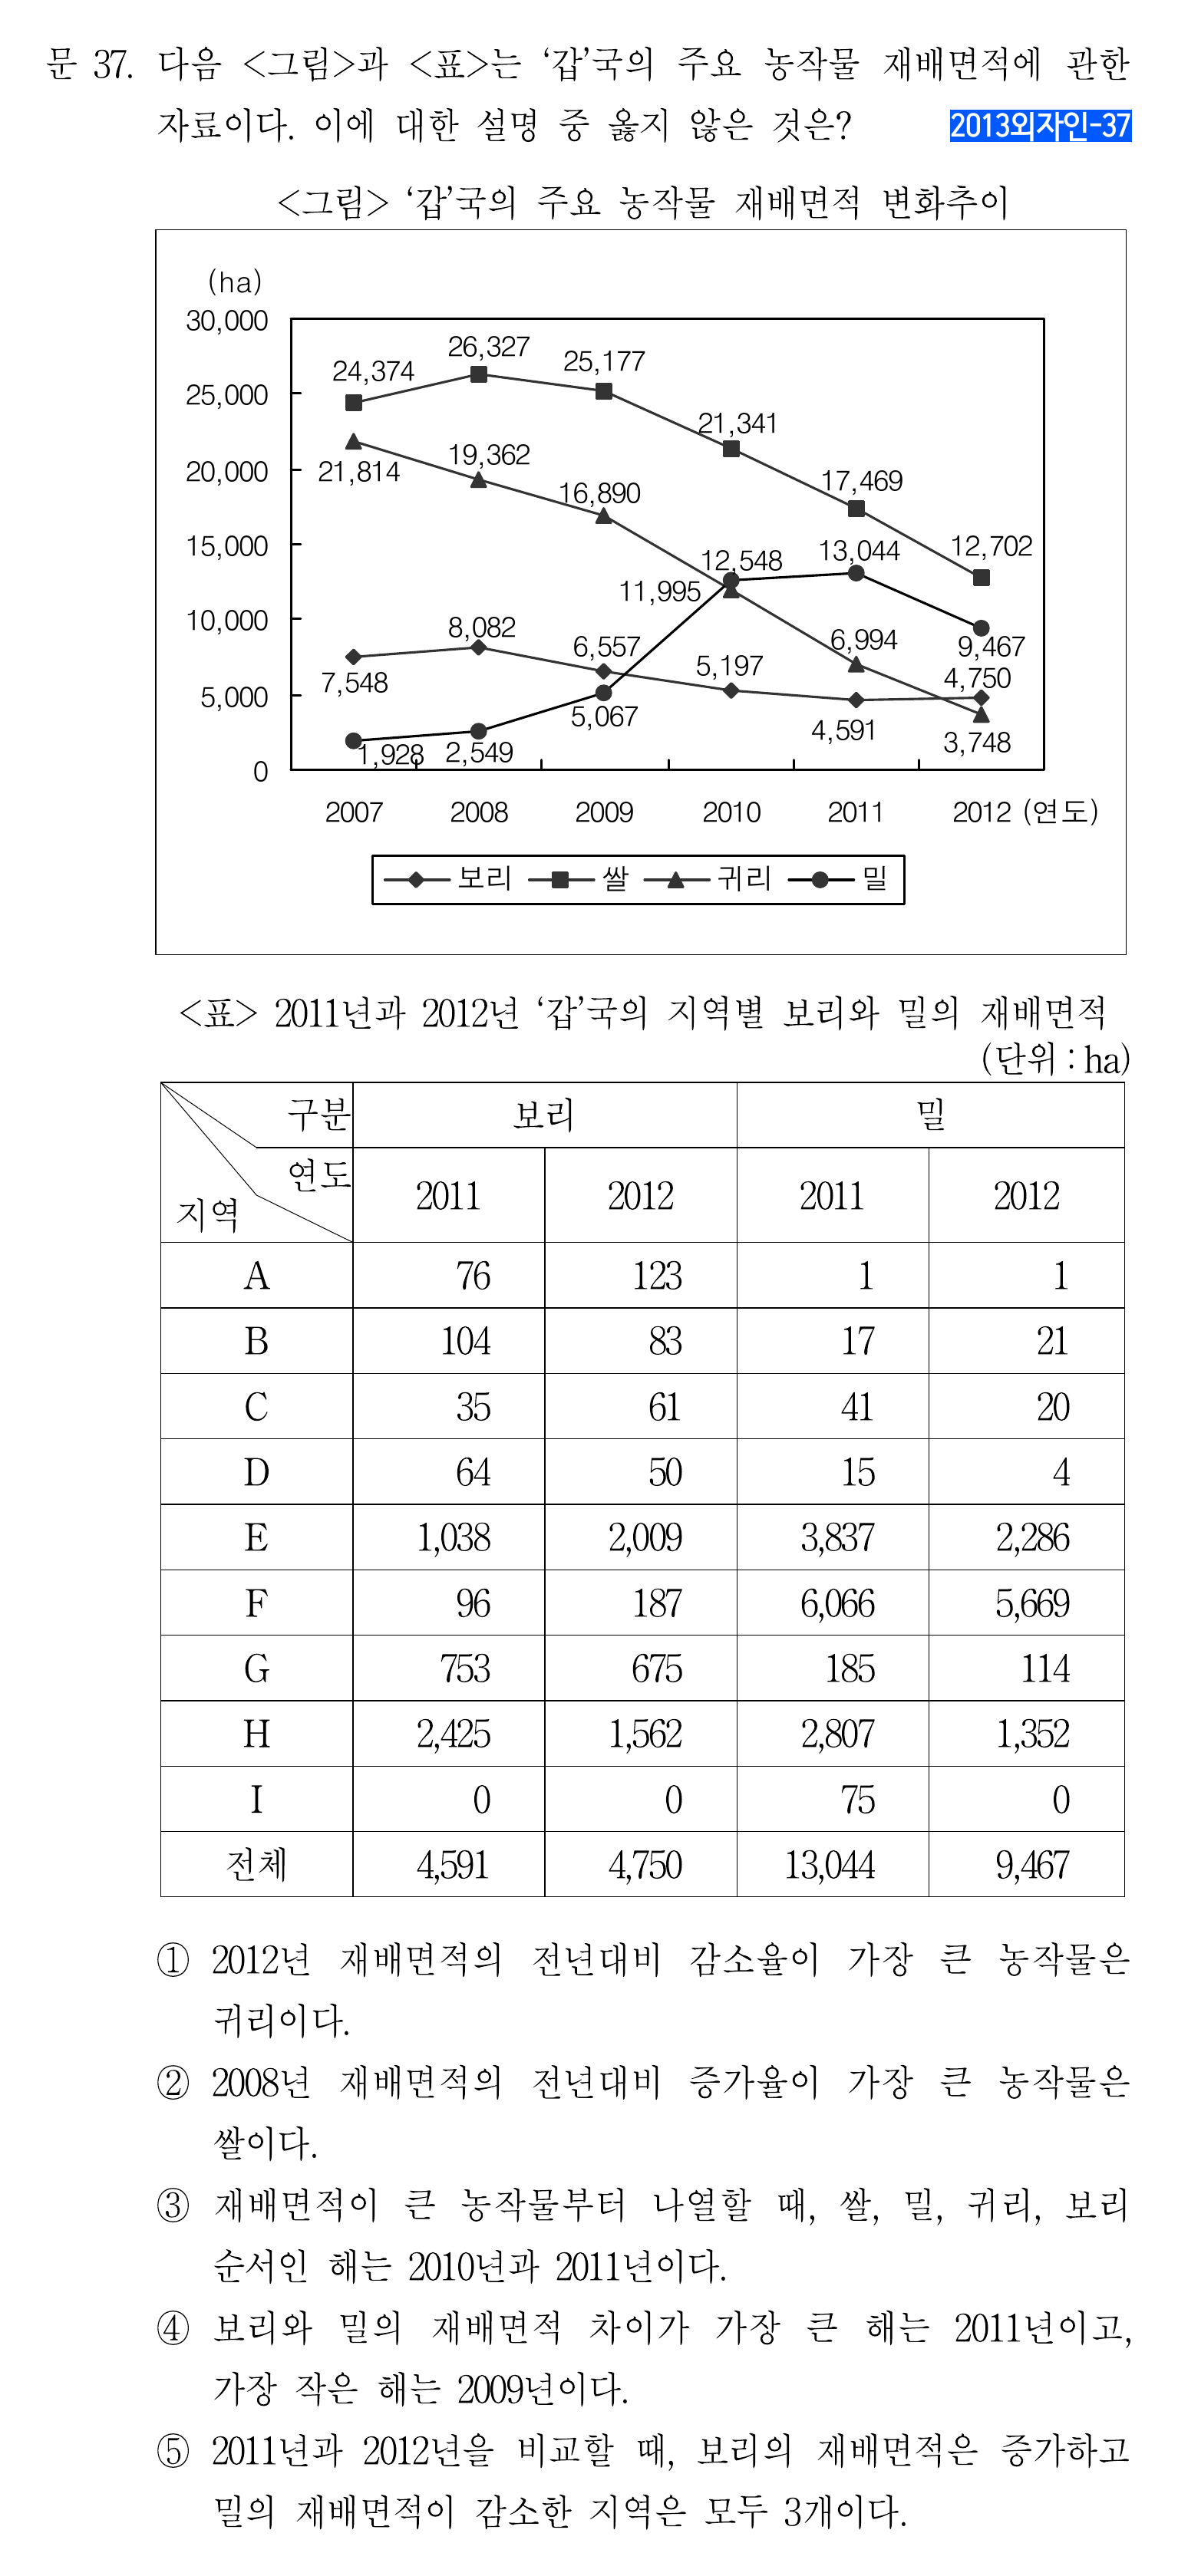 문 37. 다음 <그림>과 <표>는 ‘갑’국의 주요 농작물 재배면적에 관한
자료이다. 이에 대한 설명 중 옳지 않은 것은? 2013외자인-37
<그림> ‘갑’국의 주요 농작물 재배면적 변화추이
(ha)
30,000
25,000
20,000
15,000
10,000
5,000
0
24,374 26,327 25,177 21,341 17,469 12,702
21,814 19,362 16,890 11,995 6,994 3,748
7,548 8,082 6,557 5,197 4,591 4,750
1,928 2,549 5,067 12,548 13,044 9,467
2007 2008 2009 2010 2011 2012 (연도)
보리 쌀 귀리 밀
<표> 2011년과 2012년 ‘갑’국의 지역별 보리와 밀의 재배면적
(단위 : ha)
구분 보리 밀
연도 2011 2012 2011 2012
지역
A 76 123 1 1
B 104 83 17 21
C 35 61 41 20
D 64 50 15 4
E 1,038 2,009 3,837 2,286
F 96 187 6,066 5,669
G 753 675 185 114
H 2,425 1,562 2,807 1,352
I 0 0 75 0
전체 4,591 4,750 13,044 9,467
① 2012년 재배면적의 전년대비 감소율이 가장 큰 농작물은
귀리이다.
② 2008년 재배면적의 전년대비 증가율이 가장 큰 농작물은
쌀이다.
③ 재배면적이 큰 농작물부터 나열할 때, 쌀, 밀, 귀리, 보리
순서인 해는 2010년과 2011년이다.
④ 보리와 밀의 재배면적 차이가 가장 큰 해는 2011년이고,
가장 작은 해는 2009년이다.
⑤ 2011년과 2012년을 비교할 때, 보리의 재배면적은 증가하고
밀의 재배면적이 감소한 지역은 모두 3개이다.